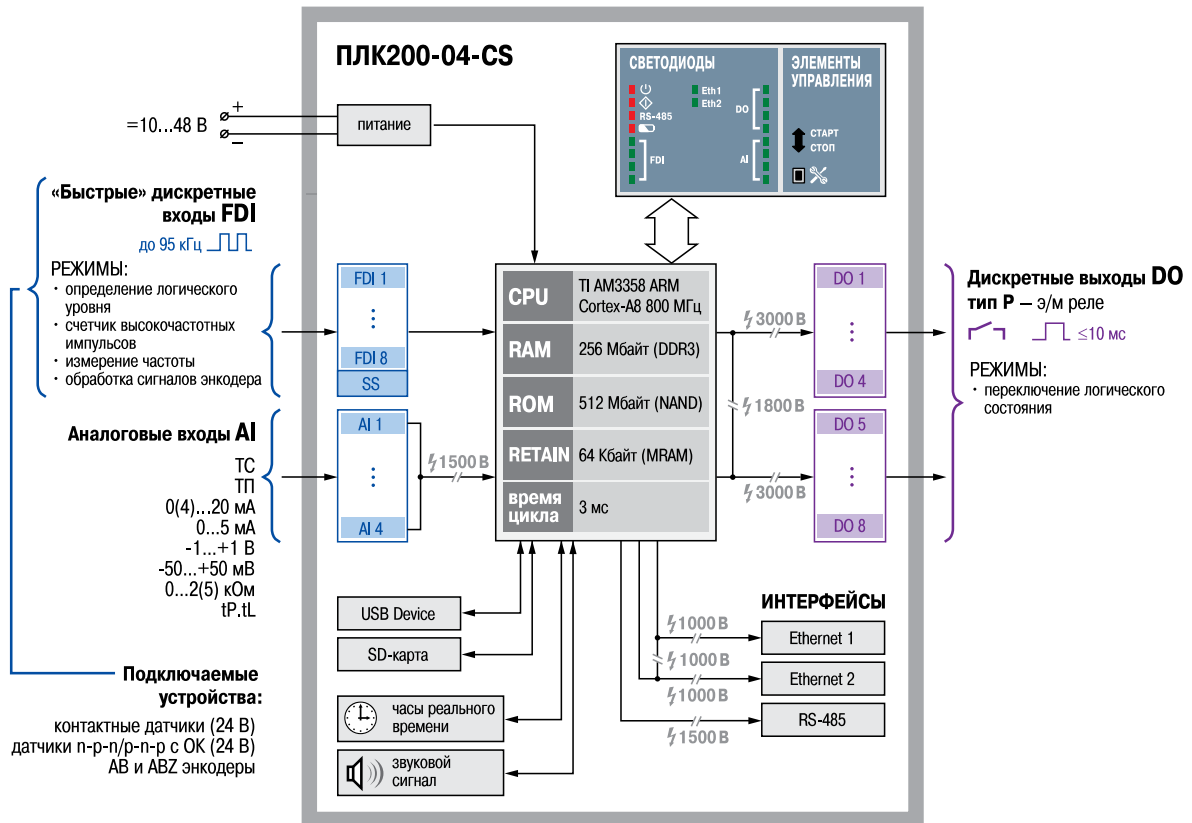 ПЛК200-04-CS
СВЕТОДИОДЫ
Eth1
Eth2
RS-485
DO
FDI
AI
ЭЛЕМЕНТЫ
УПРАВЛЕНИЯ
СТАРТ
СТОП
=10...48 В
+
–
питание
«Быстрые» дискретные
входы FDI
до 95 кГц
РЕЖИМЫ:
· определение логического
уровня
· счетчик высокочастотных
импульсов
· измерение частоты
· обработка сигналов энкодера
FDI 1
FDI 8
SS
Аналоговые входы AI
ТС
ТП
0(4)...20 мА
0...5 мА
-1...+1 В
-50...+50 мВ
0...2(5) кОм
tP.tL
AI 1
AI 4
1500 В
CPU
TI AM3358 ARM
Cortex-A8 800 МГц
RAM
256 Мбайт (DDR3)
ROM
512 Мбайт (NAND)
RETAIN
64 Кбайт (MRAM)
время
цикла
3 мс
3000 В
1800 В
3000 В
DO 1
DO 4
DO 5
DO 8
Дискретные выходы DO
тип Р – э/м реле
≤10 мс
РЕЖИМЫ:
· переключение логического
состояния
Подключаемые
устройства:
контактные датчики (24 В)
датчики n-p-n/p-n-p с ОК (24 В)
AB и ABZ энкодеры
USB Device
SD-карта
часы реального
времени
звуковой
сигнал
ИНТЕРФЕЙСЫ
1000 В
Ethernet 1
1000 В
Ethernet 2
1000 В
RS-485
1500 В